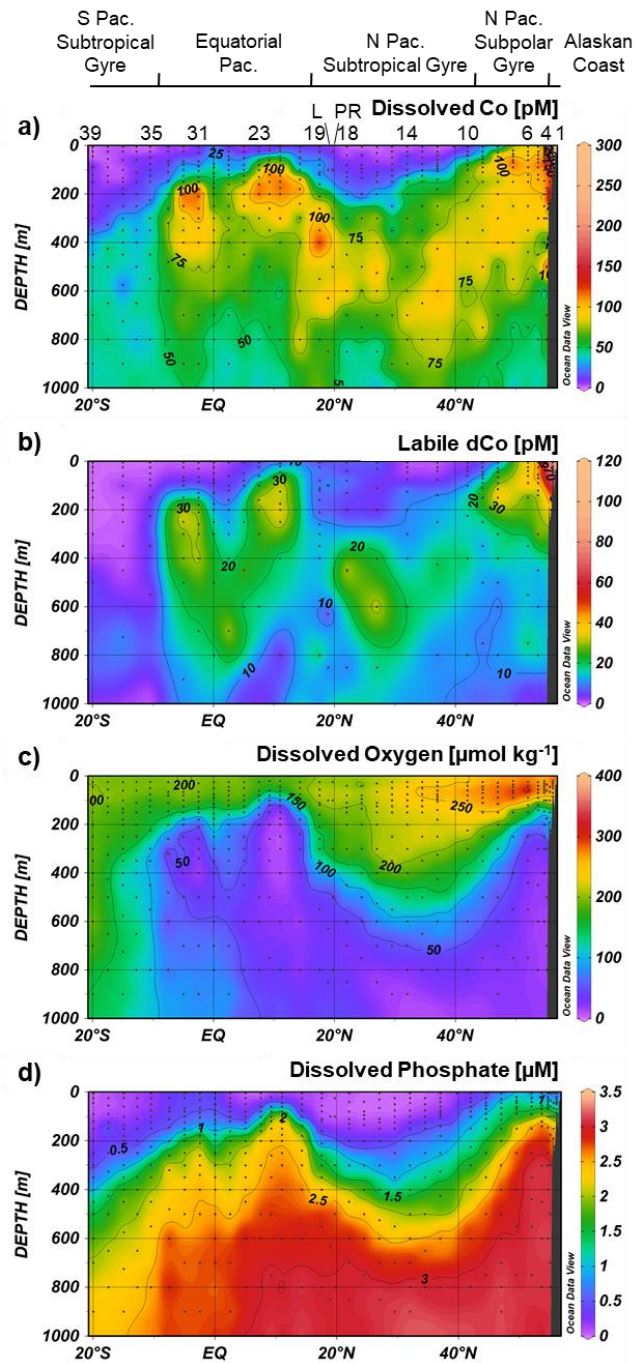 S Pac.
Subtropical
Gyre
Equatorial
Pac.
N Pac.
Subtropical Gyre
N Pac.
Subpolar
Gyre
Alaskan
Coast
a)
L PR
Dissolved Co [pM]
39 35 31 23 19 18 14 10 6 4 1
DEPTH [m]
0
200
400
600
800
1000
25
100
100
100
100
75
75
75
75
50
50
20°S EQ 20°N 40°N
300
250
200
150
100
50
0
Ocean Data View
b)
Labile dCo [pM]
DEPTH [m]
0
200
400
600
800
1000
30
30
20
30
70
20
20
10
10
10
20°S EQ 20°N 40°N
120
100
80
60
40
20
0
Ocean Data View
c)
Dissolved Oxygen [µmol kg-1]
DEPTH [m]
0
200
400
600
800
1000
00
200
150
250
200
100
50
50
20°S EQ 20°N 40°N
400
300
200
100
0
Ocean Data View
d)
Dissolved Phosphate [µM]
DEPTH [m]
0
200
400
600
800
1000
0.5
1
2
1
1.5
2.5
3
20°S EQ 20°N 40°N
3.5
3
2.5
2
1.5
1
0.5
0
Ocean Data View